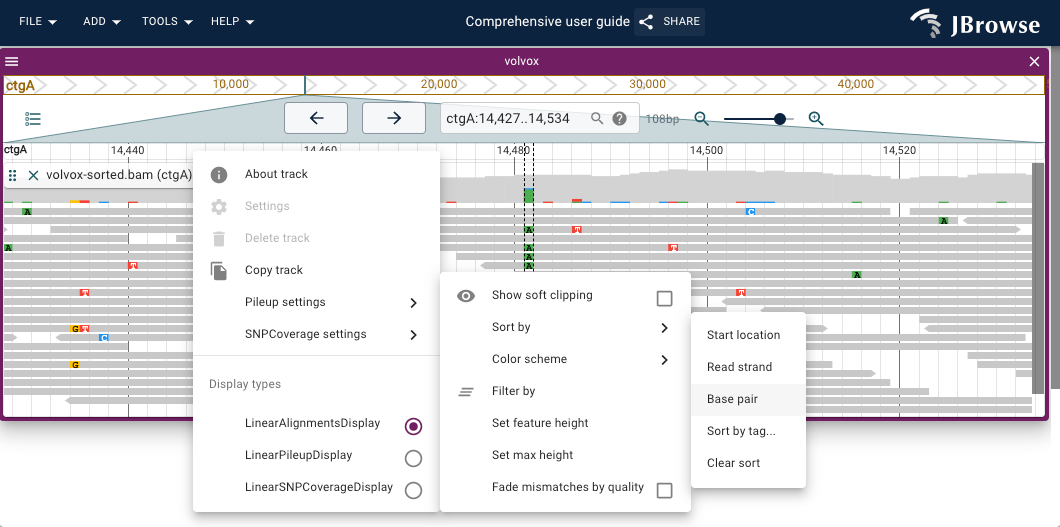 FILE ADD TOOLS HELP Comprehensive user guide SHARE JBrowse
volvox
ctgA 10,000 20,000 30,000 40,000
ctgA:14,427..14,534 108bp
ctgA 14,440 14,460 14,480 14,500 14,520
volvox-sorted.bam (ctgA)
About track
Settings
Delete track
Copy track
Pileup settings
SNPCoverage settings
Display types
LinearAlignmentsDisplay
LinearPileupDisplay
LinearSNPCoverageDisplay
Show soft clipping
Sort by
Color scheme
Filter by
Set feature height
Set max height
Fade mismatches by quality
Start location
Read strand
Base pair
Sort by tag...
Clear sort
A C
A
A T
A T
A
T A
A
T T
G T
C
G